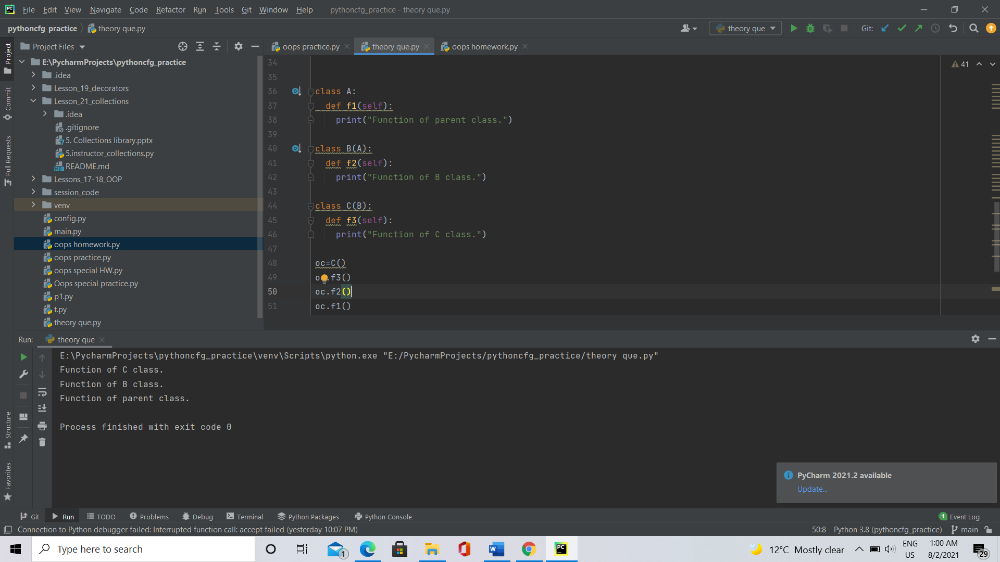 File Edit View Navigate Code Refactor Run Tools Git Window Help pythoncfg_practice - theory que.py
pythoncfg_practice theory que.py theory que Git:
Project Files oops practice.py theory que.py oops homework.py
Project
Commit
Pull Requests
Structure
Favorites
E:\PycharmProjects\pythoncfg_practice
.idea
Lesson_19_decorators
Lesson_21_collections
.idea
.gitignore
5. Collections library.pptx
5.instructor_collections.py
README.md
Lessons_17-18_OOP
session_code
venv
config.py
main.py
oops homework.py
oops practice.py
oops special HW.py
Oops special practice.py
p1.py
t.py
theory que.py
41
34
35
36 class A:
37 def f1(self):
38 print("Function of parent class.")
39
40 class B(A):
41 def f2(self):
42 print("Function of B class.")
43
44 class C(B):
45 def f3(self):
46 print("Function of C class.")
47
48 oc=C()
49 o .f3()
50 oc.f2()
51 oc.f1()
Run: theory que
E:\PycharmProjects\pythoncfg_practice\venv\Scripts\python.exe "E:/PycharmProjects/pythoncfg_practice/theory que.py"
Function of C class.
Function of B class.
Function of parent class.
Process finished with exit code 0
PyCharm 2021.2 available
Update...
Git Run TODO Problems Debug Terminal Python Packages Python Console 1 Event Log
Connection to Python debugger failed: Interrupted function call: accept failed (yesterday 10:07 PM) 50:8 Python 3.8 (pythoncfg_practice) main
Type here to search 1 12°C Mostly clear ENG US 1:00 AM 8/2/2021 29